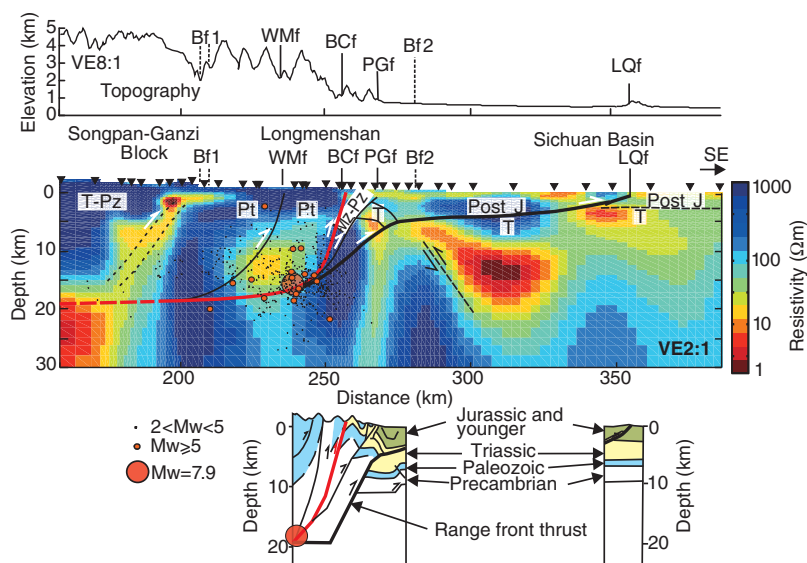 Elevation (km)
5
4
3
2
1
0
VE8:1
Topography
Bf1
WMf
BCf
PGf
Bf2
LQf
Songpan-Ganzi
Block
Longmenshan
Sichuan Basin
Bf1
WMf
BCf
PGf
Bf2
LQf
SE
Depth (km)
0
10
20
30
T-Pz
Pt
Pt
Mz-Pz
T
Post J
T
Post J
T
VE2:1
200
250
300
350
Distance (km)
1000
100
10
1
Resistivity (Ωm)
2<Mw<5
Mw≥5
Mw=7.9
Depth (km)
0
10
20
Jurassic and
younger
Triassic
Paleozoic
Precambrian
Range front thrust
Depth (km)
0
10
20